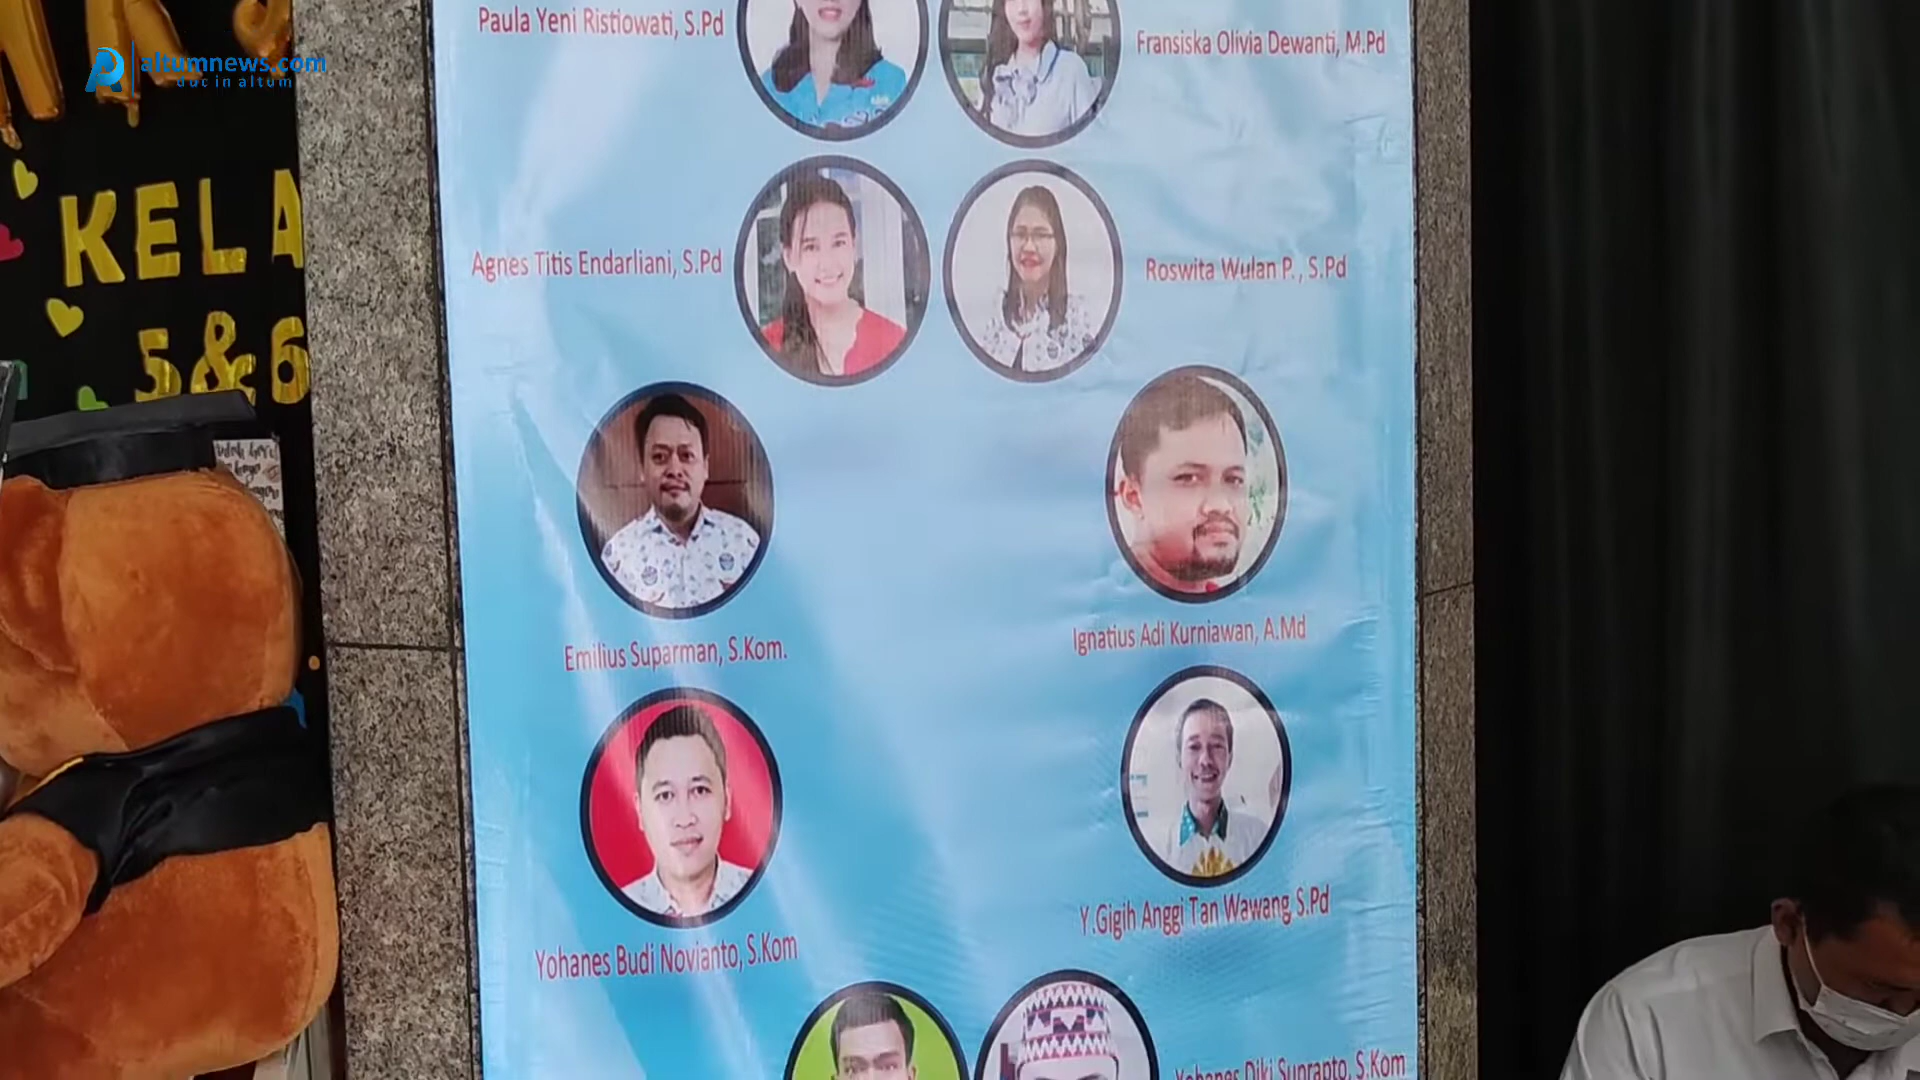 altumnews.com
duc in altum
KELA
5&6
Paula Yeni Ristiowati, S.Pd
Fransiska Olivia Dewanti, M.Pd
Agnes Titis Endarliani, S.Pd
Roswita Wulan P., S.Pd
Emilius Suparman, S.Kom.
Ignatius Adi Kurniawan, A.Md
Yohanes Budi Novianto, S.Kom
Y.Gigih Anggi Tan Wawang, S.Pd
Yohanes Diki Suprapto, S.Kom